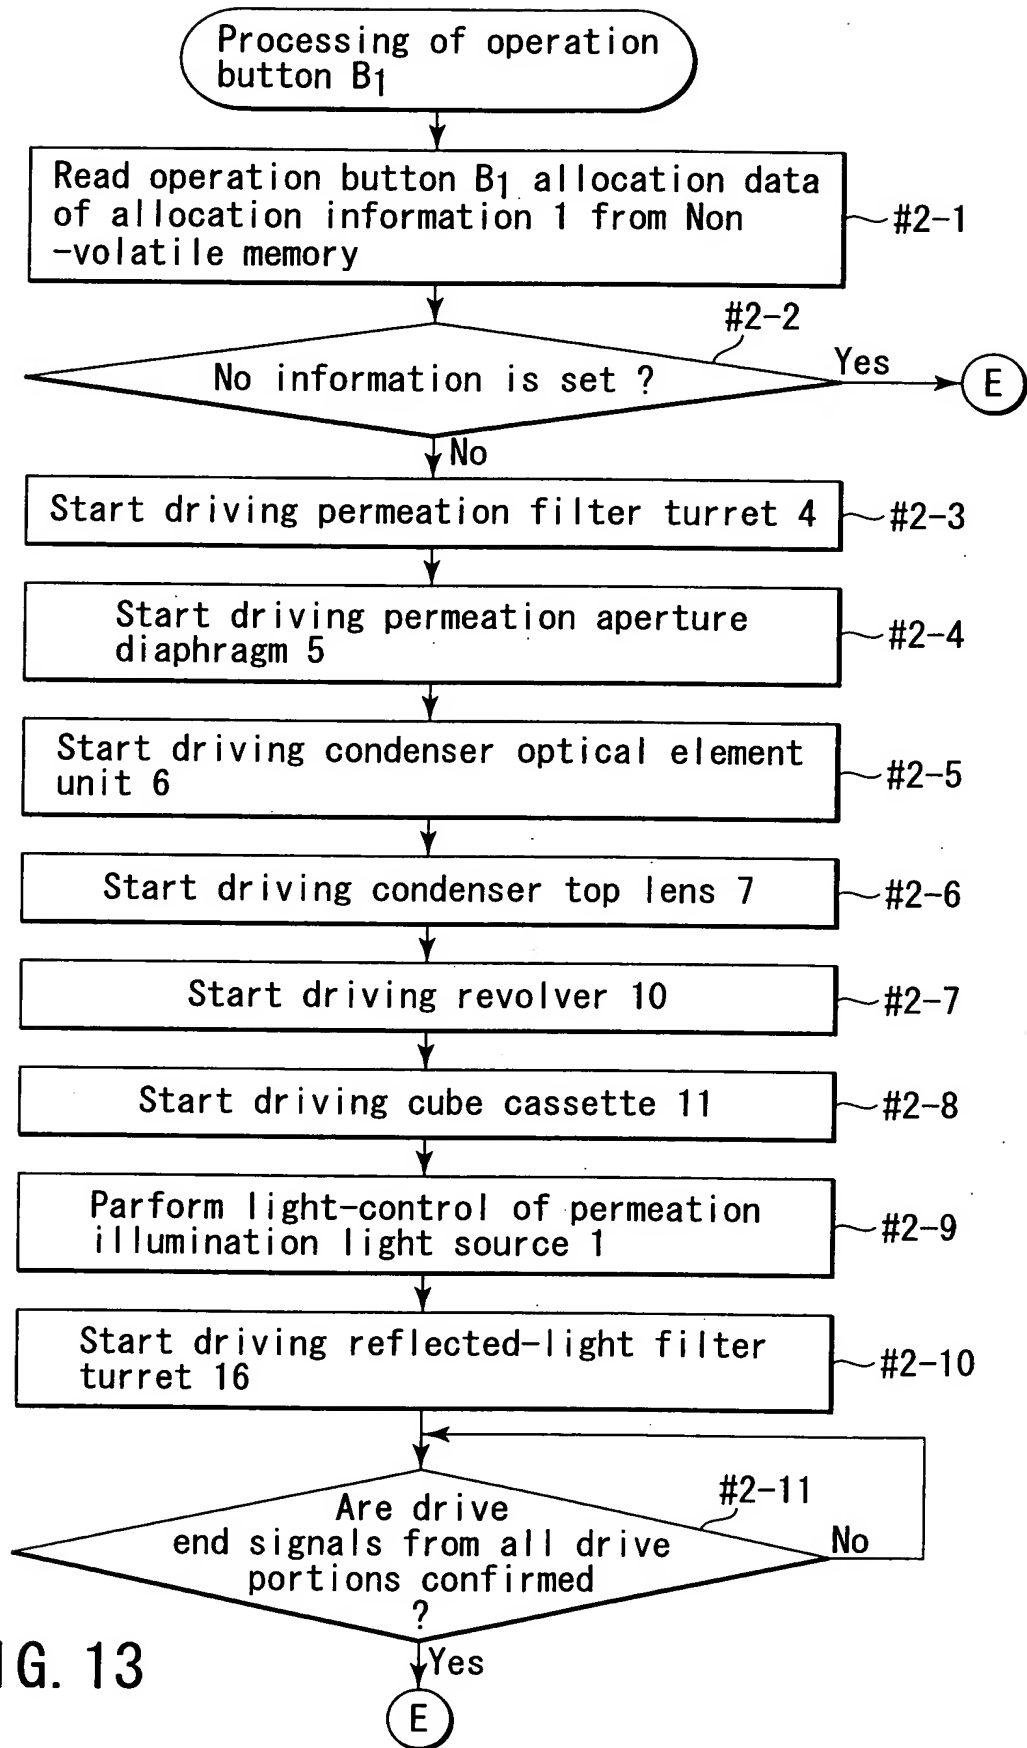 Processing of operation
button B1
Read operation button B1 allocation data
of allocation information 1 from Non
-volatile memory
#2-1
#2-2
No information is set ?
Yes
E
No
Start driving permeation filter turret 4
#2-3
Start driving permeation aperture
diaphragm 5
#2-4
Start driving condenser optical element
unit 6
#2-5
Start driving condenser top lens 7
#2-6
Start driving revolver 10
#2-7
Start driving cube cassette 11
#2-8
Parform light-control of permeation
illumination light source 1
#2-9
Start driving reflected-light filter
turret 16
#2-10
#2-11
Are drive
end signals from all drive
portions confirmed
?
No
Yes
E
IG. 13